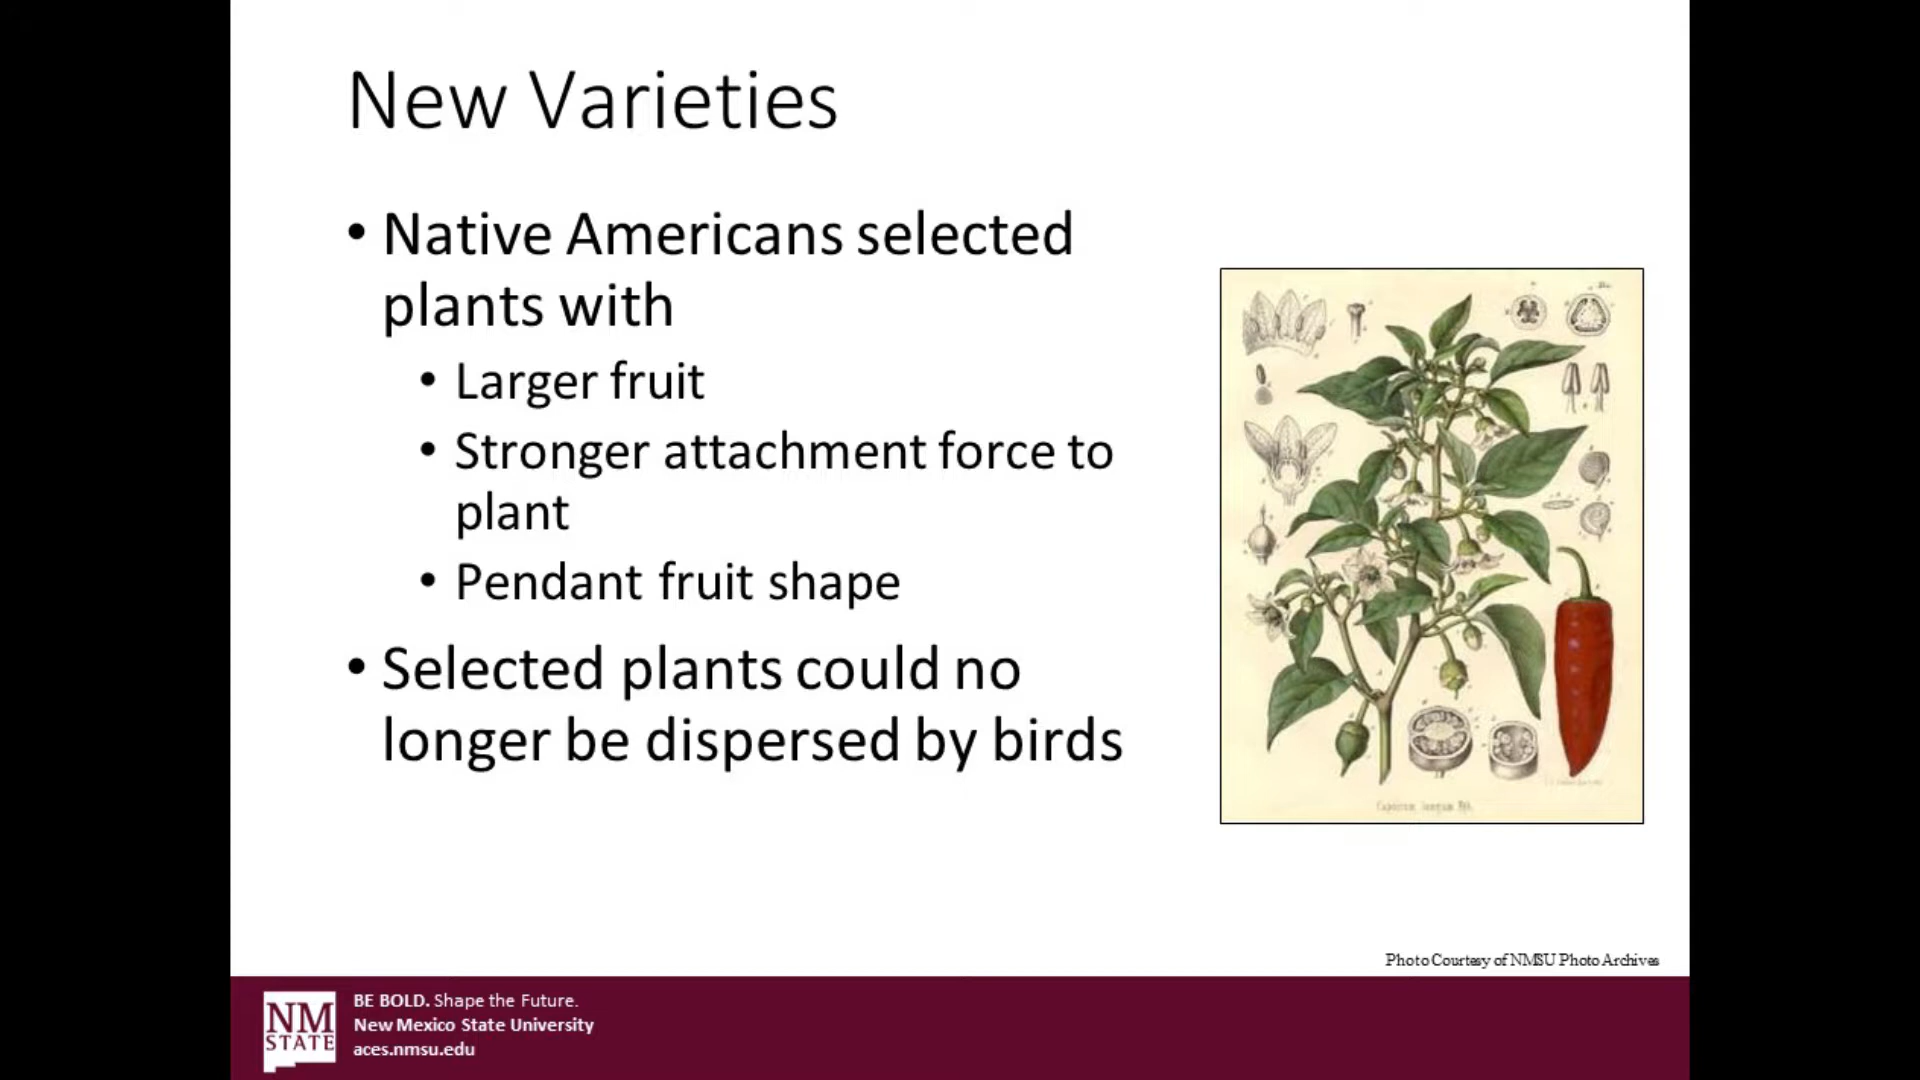 New Varieties
• Native Americans selected
plants with
• Larger fruit
• Stronger attachment force to
plant
• Pendant fruit shape
• Selected plants could no
longer be dispersed by birds
Photo Courtesy of NMSU Photo Archives
NM
STATE
BE BOLD. Shape the Future.
New Mexico State University
aces.nmsu.edu